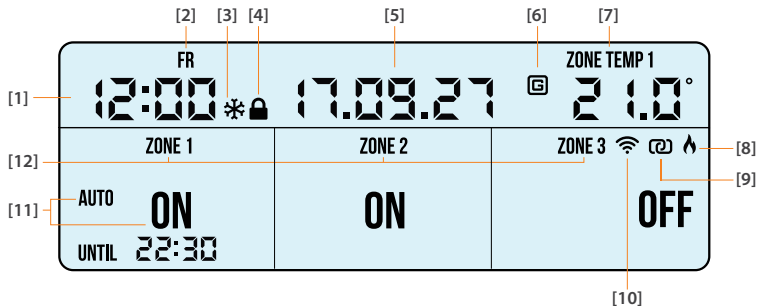 [2] [3] [4] [5] [6] [7]
FR ZONE TEMP 1
[1] 12:00 17.09.27 G 21.0°
[12] ZONE 1 ZONE 2 ZONE 3 [8]
[9]
[11] AUTO ON ON OFF
UNTIL 22:30
[10]